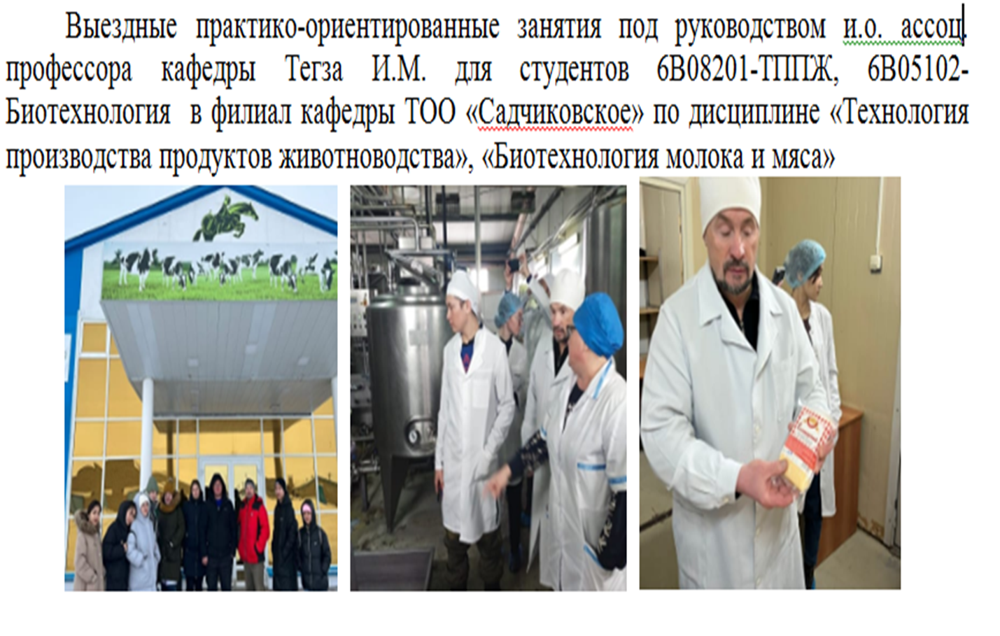 Выездные практико-ориентированные занятия под руководством и.о. ассоц.
профессора кафедры Тегза И.М. для студентов 6В08201-ТППЖ, 6В05102-
Биотехнология в филиал кафедры ТОО «Садчиковское» по дисциплине «Технология
производства продуктов животноводства», «Биотехнология молока и мяса»